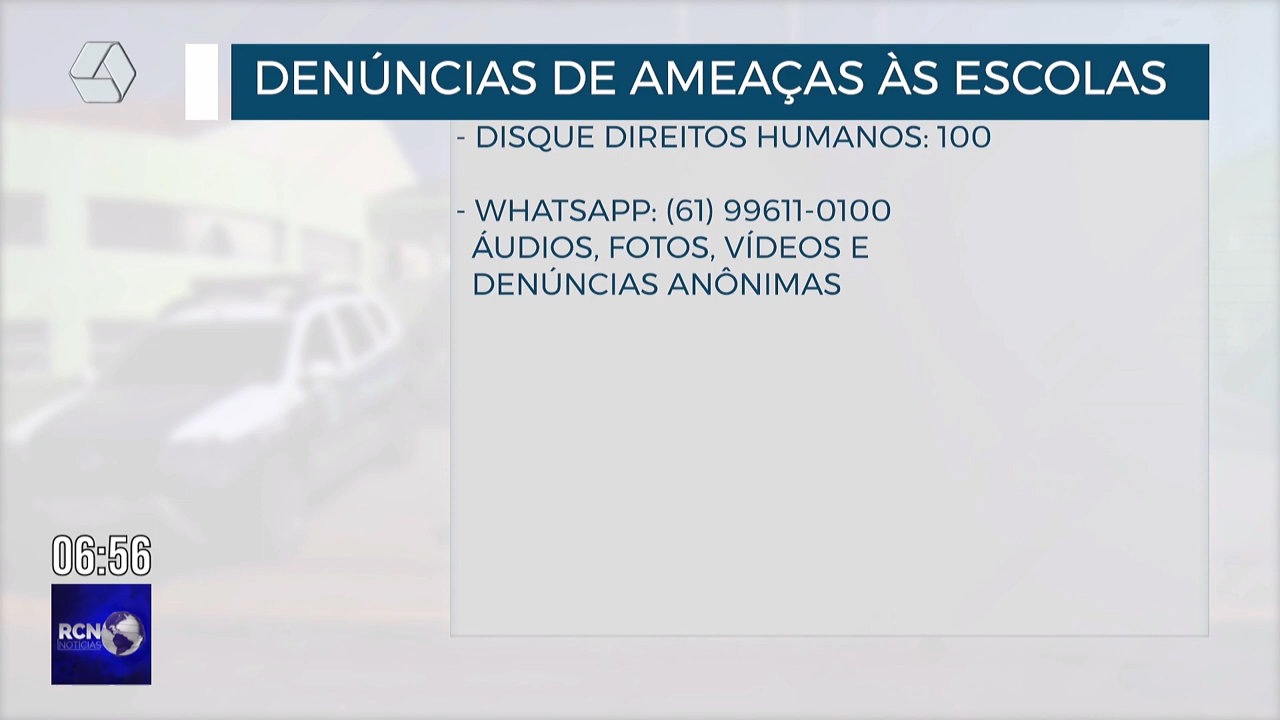 DENÚNCIAS DE AMEAÇAS ÀS ESCOLAS
- DISQUE DIREITOS HUMANOS: 100
- WHATSAPP: (61) 99611-0100
ÁUDIOS, FOTOS, VÍDEOS E
DENÚNCIAS ANÔNIMAS
06:56
RCN
NOTÍCIAS